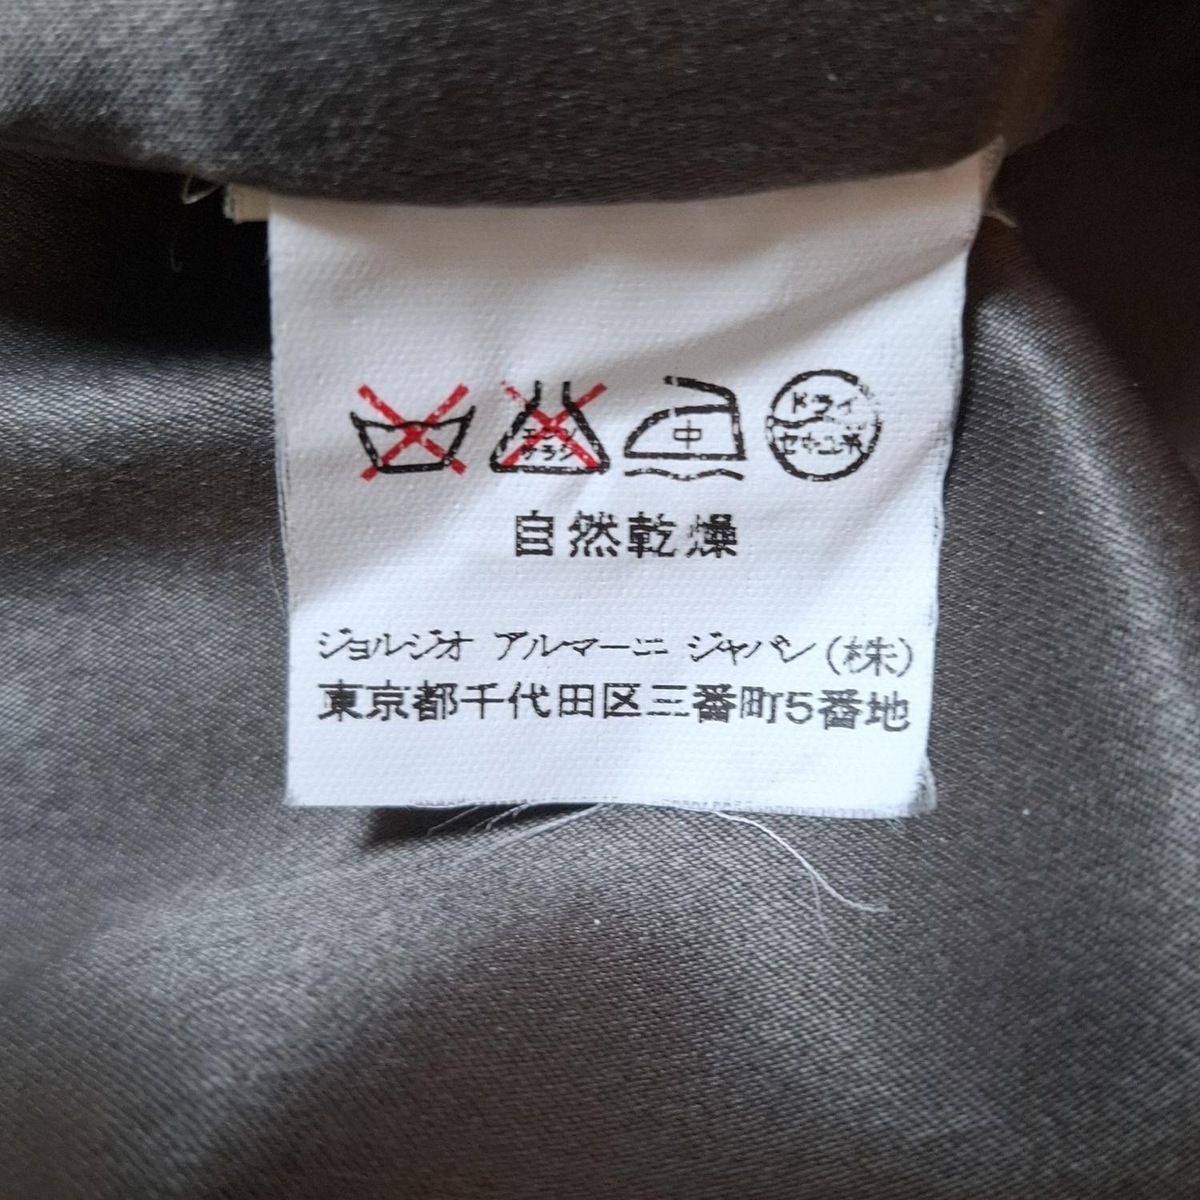 エンソ
サラシ
中
ドライ
セキユ系
自然乾燥
ジョルジオ アルマーニ ジャパン(株)
東京都千代田区三番町5番地